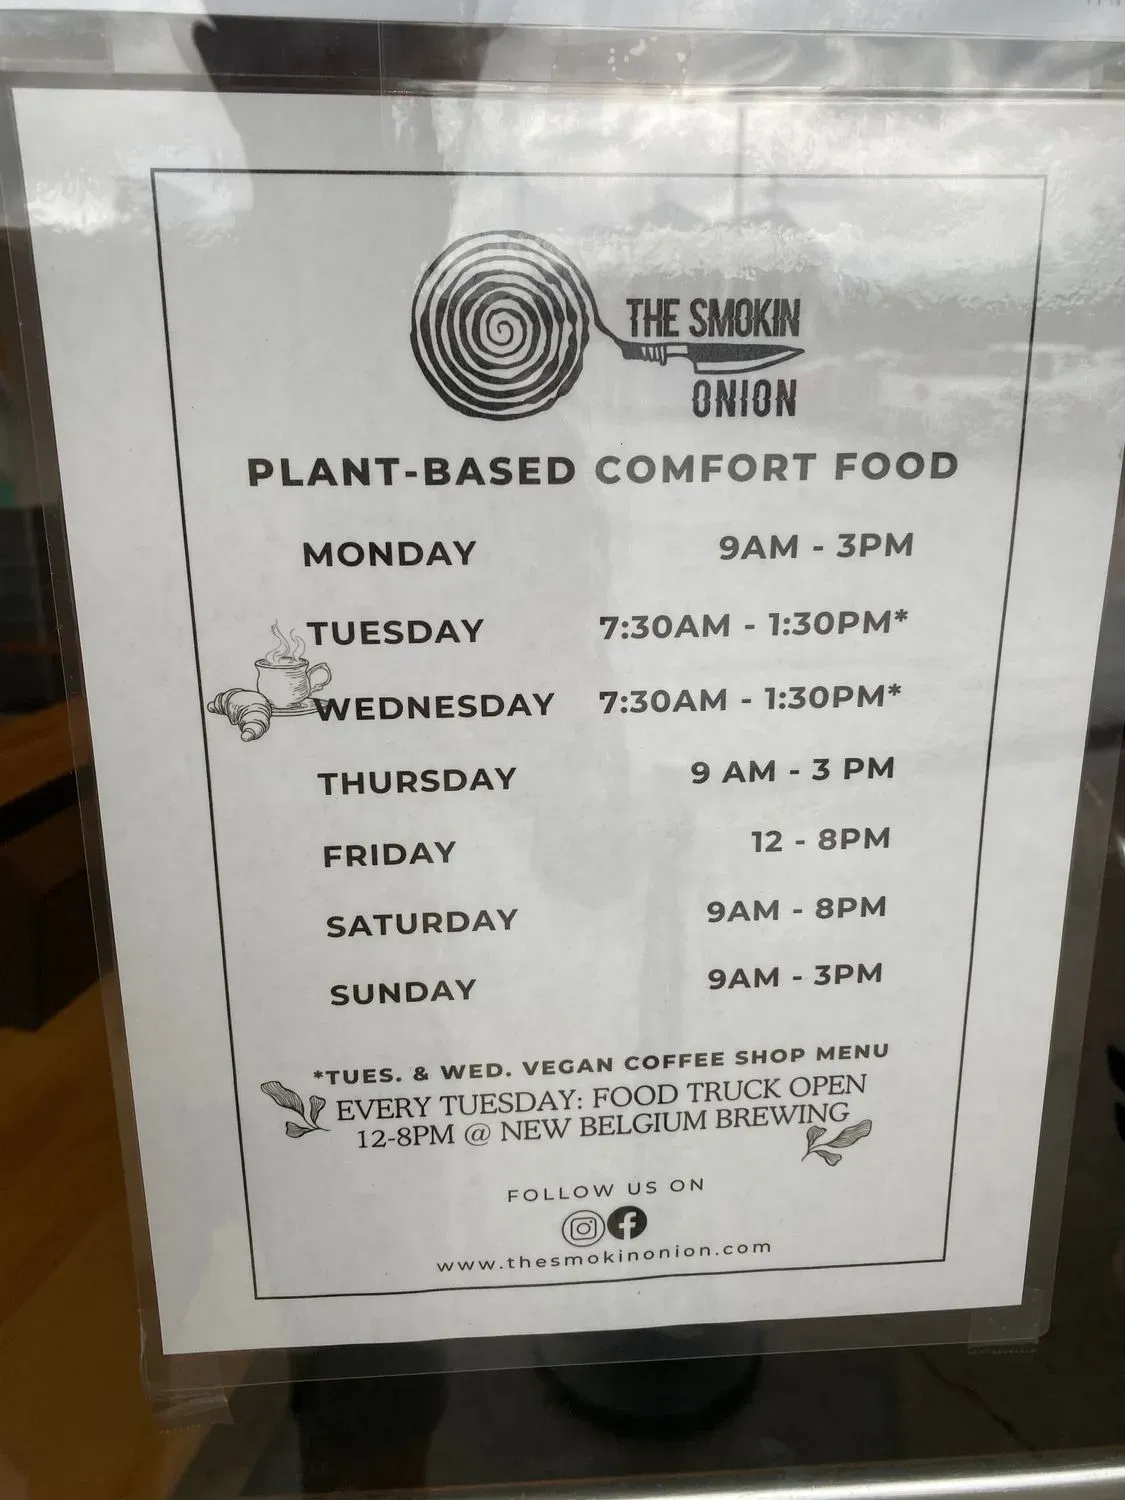 THE SMOKIN
ONION
PLANT-BASED COMFORT FOOD
MONDAY 9AM - 3PM
TUESDAY 7:30AM - 1:30PM*
WEDNESDAY 7:30AM - 1:30PM*
THURSDAY 9 AM - 3 PM
FRIDAY 12 - 8PM
SATURDAY 9AM - 8PM
SUNDAY 9AM - 3PM
*TUES. & WED. VEGAN COFFEE SHOP MENU
EVERY TUESDAY: FOOD TRUCK OPEN
12-8PM @ NEW BELGIUM BREWING
FOLLOW US ON
www.thesmokinonion.com